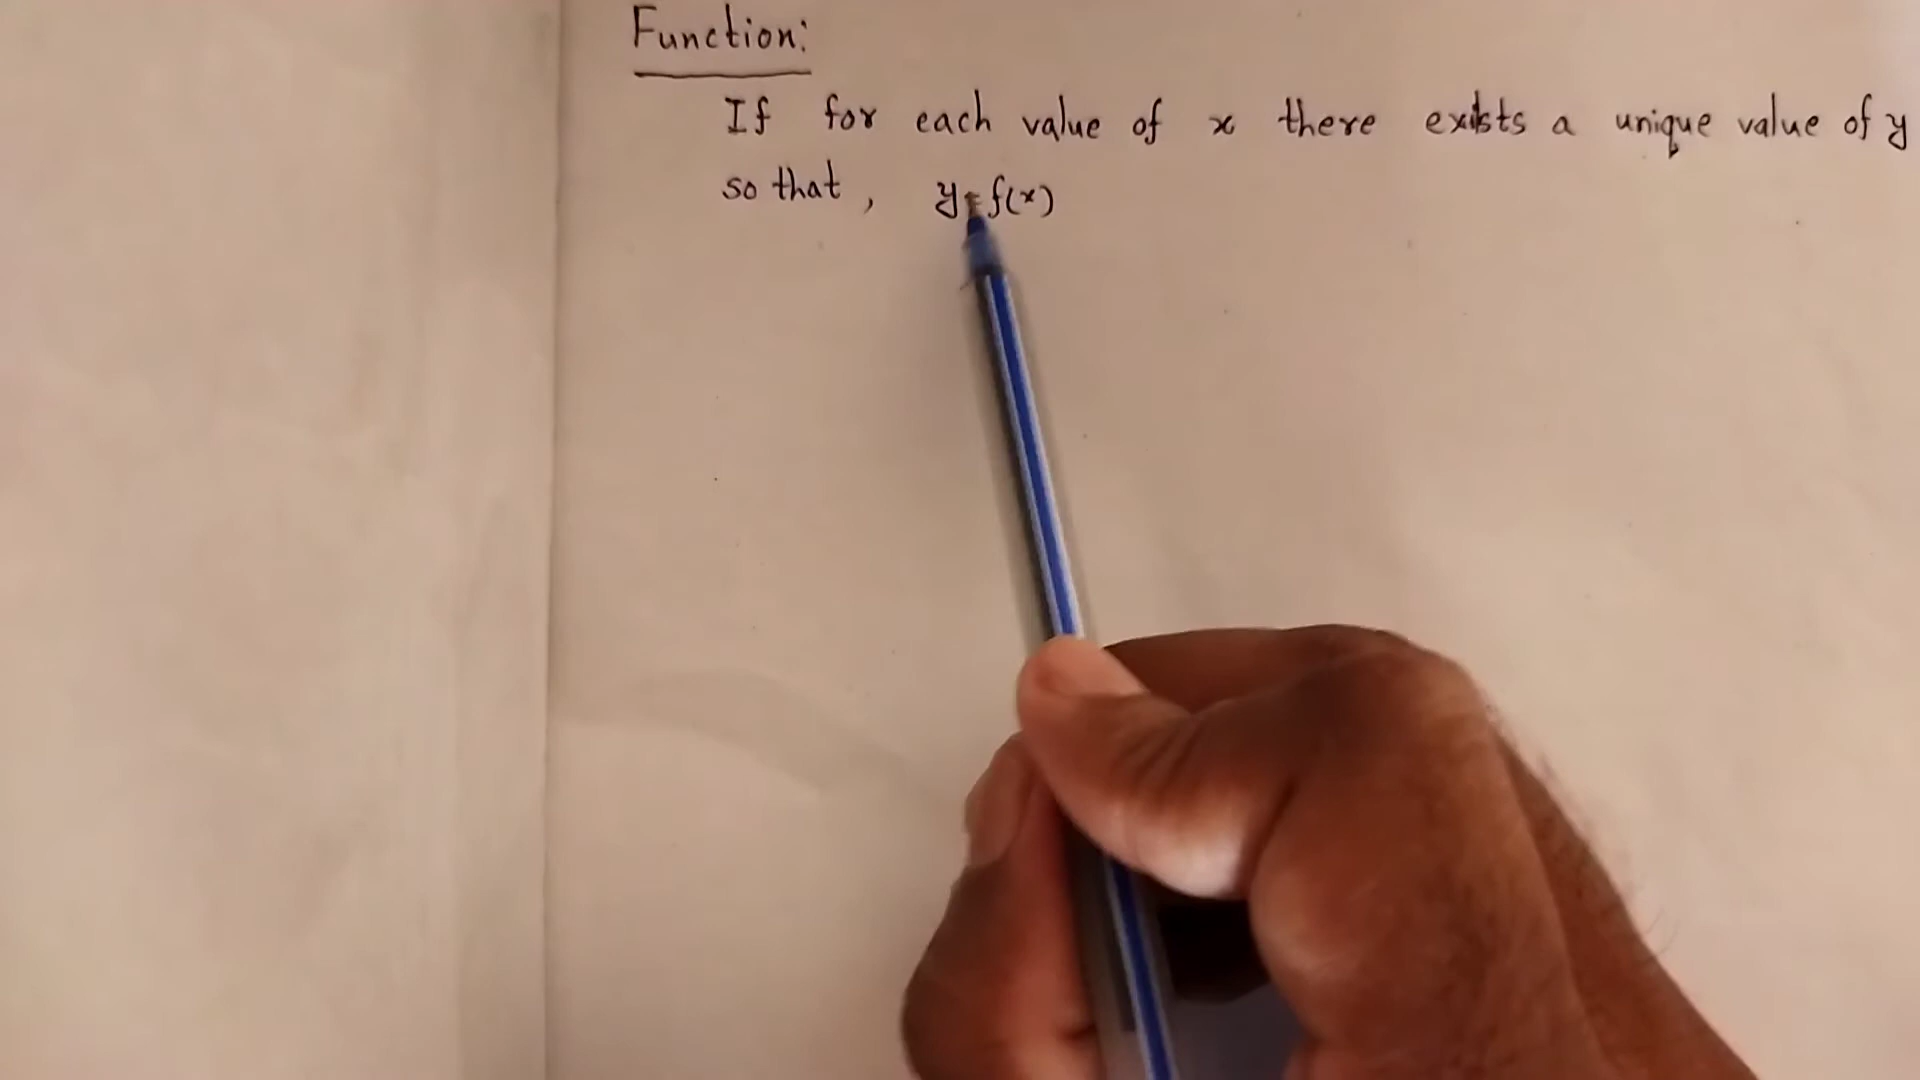 Function:
If for each value of x there exists a unique value of y
so that, y=f(x)